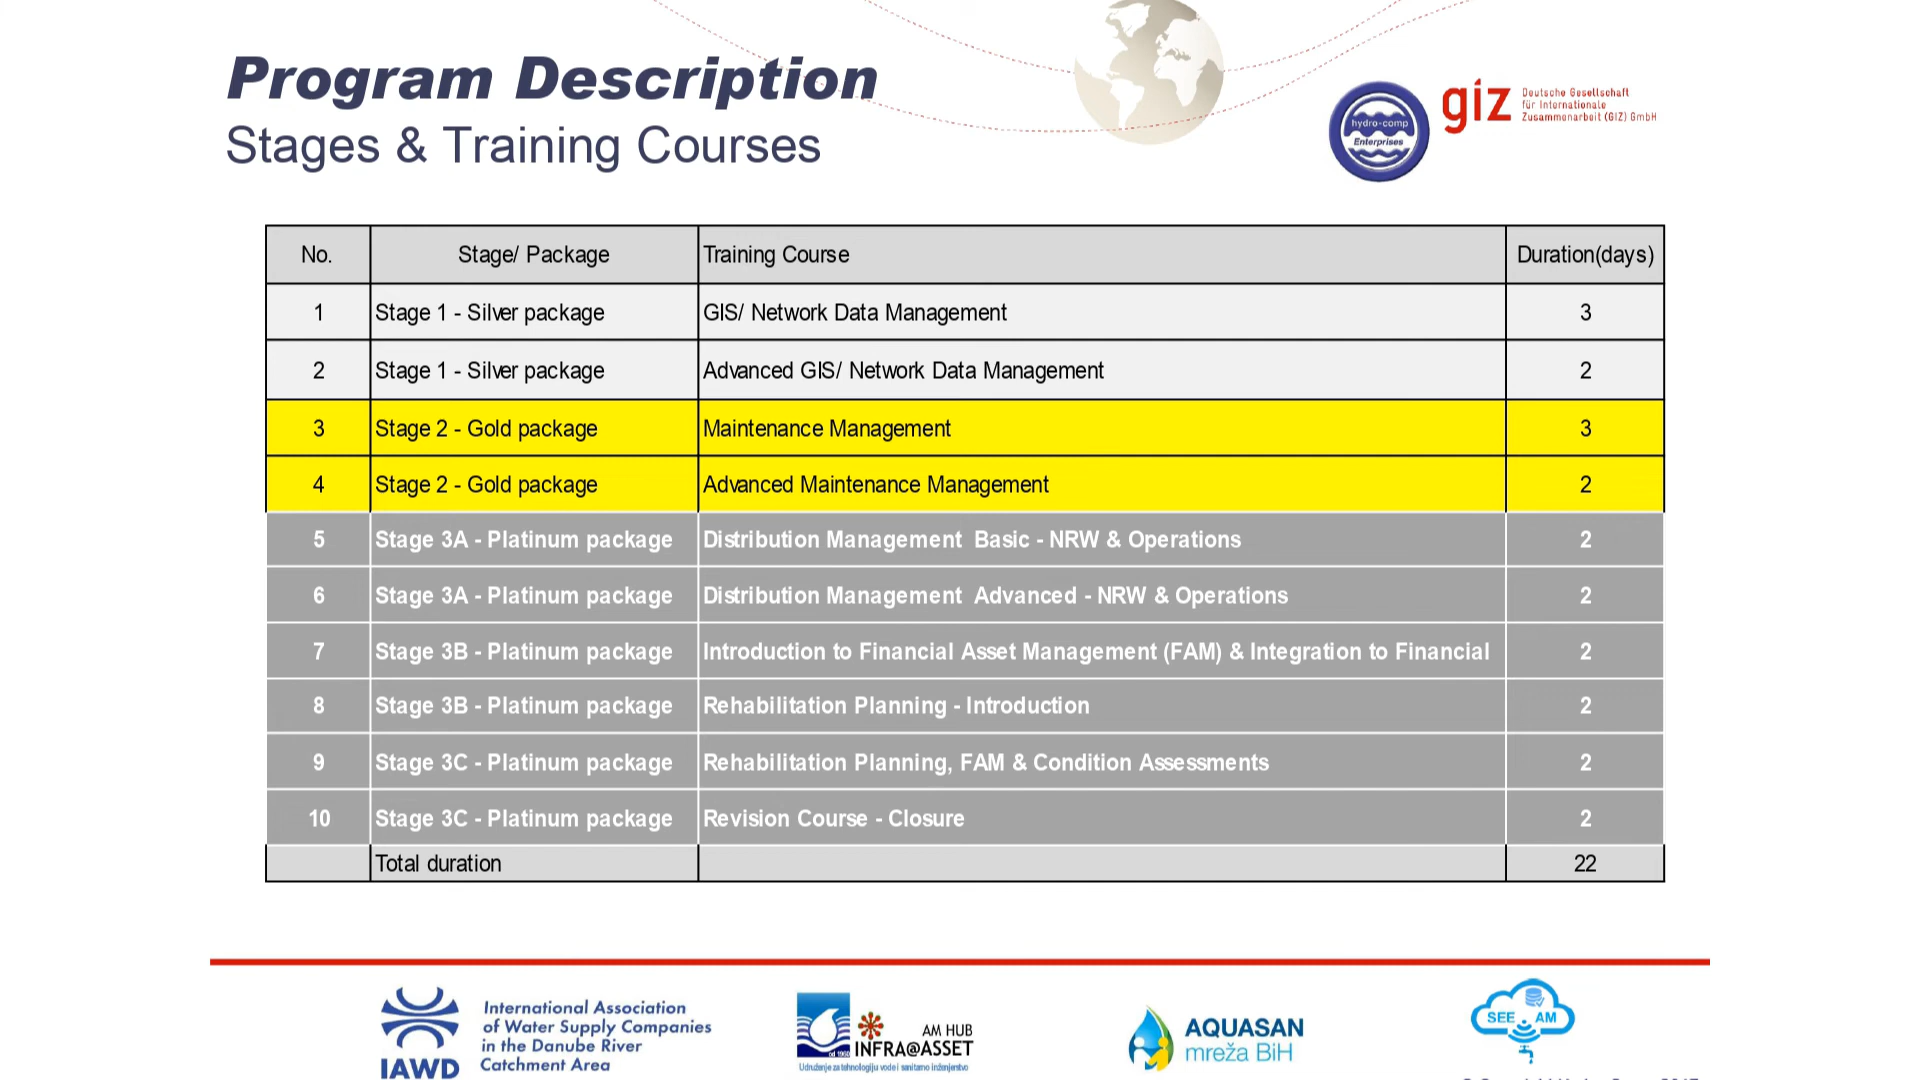 Program Description
Stages & Training Courses
hydro-comp
Enterprises
giz
Deutsche Gesellschaft
für Internationale
Zusammenarbeit (GIZ) GmbH
No. Stage/ Package Training Course Duration(days)
1 Stage 1 - Silver package GIS/ Network Data Management 3
2 Stage 1 - Silver package Advanced GIS/ Network Data Management 2
3 Stage 2 - Gold package Maintenance Management 3
4 Stage 2 - Gold package Advanced Maintenance Management 2
5 Stage 3A - Platinum package Distribution Management Basic - NRW & Operations 2
6 Stage 3A - Platinum package Distribution Management Advanced - NRW & Operations 2
7 Stage 3B - Platinum package Introduction to Financial Asset Management (FAM) & Integration to Financial 2
8 Stage 3B - Platinum package Rehabilitation Planning - Introduction 2
9 Stage 3C - Platinum package Rehabilitation Planning, FAM & Condition Assessments 2
10 Stage 3C - Platinum package Revision Course - Closure 2
Total duration 22
IAWD
International Association
of Water Supply Companies
in the Danube River
Catchment Area
od 1960
AM HUB
INFRA@ASSET
Udruženje za tehnologiju vode i sanitarno inženjerstvo
AQUASAN
mreža BiH
SEE AM